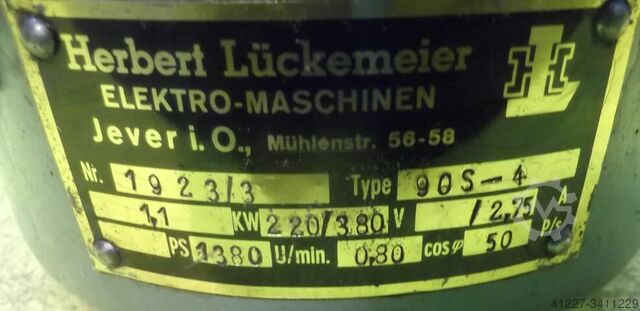 Herbert Lückemeier
ELEKTRO-MASCHINEN
Jever i. O., Mühlenstr. 56-58
Nr. 1923/3 Type 90S-4
1,1 KW 220/380 V /2,75 A
PS 1380 U/min. 0,80 cos φ 50 p/s
41227-3411229